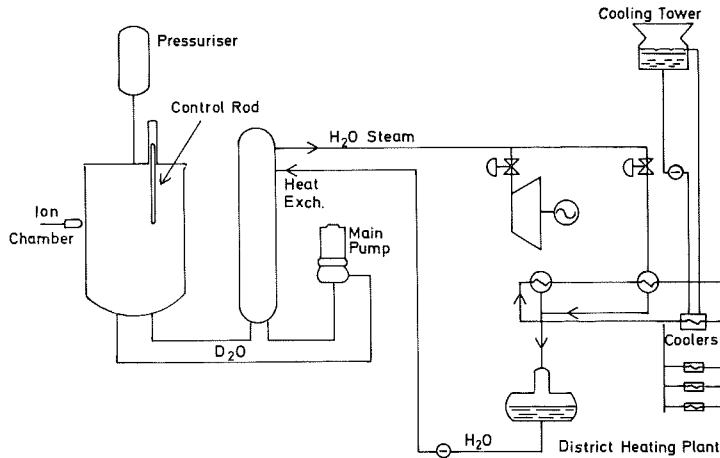 Cooling Tower
Pressuriser
Control Rod
H₂O Steam
Heat
Exch.
Ion
Chamber
Main
Pump
D₂O
Coolers
H₂O
District Heating Plant